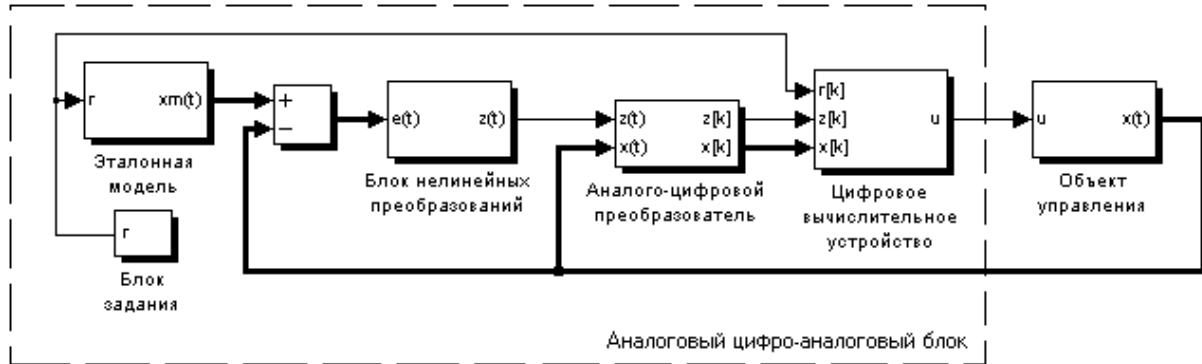 r xm(t)
Эталонная
модель
r
Блок
задания
+
−
e(t) z(t)
Блок нелинейных
преобразований
z(t) z[k]
x(t) x[k]
Аналого-цифровой
преобразователь
r[k]
z[k] u
x[k]
Цифровое
вычислительное
устройство
u x(t)
Объект
управления
Аналоговый цифро-аналоговый блок